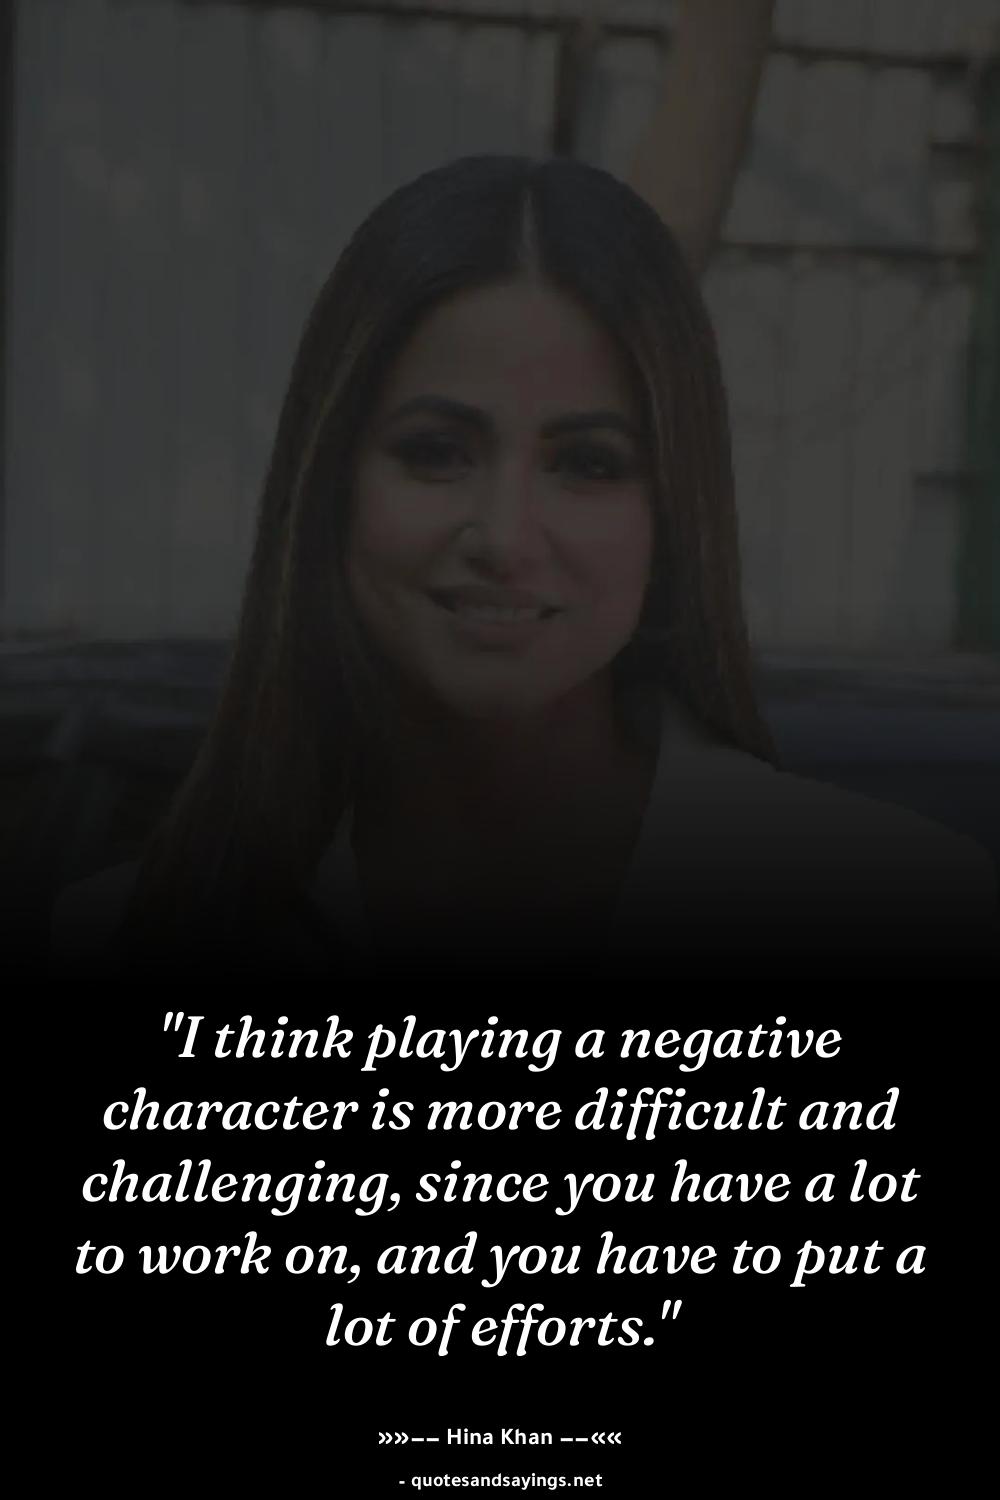 "I think playing a negative
character is more difficult and
challenging, since you have a lot
to work on, and you have to put a
lot of efforts."
»»−− Hina Khan −−««
- quotesandsayings.net